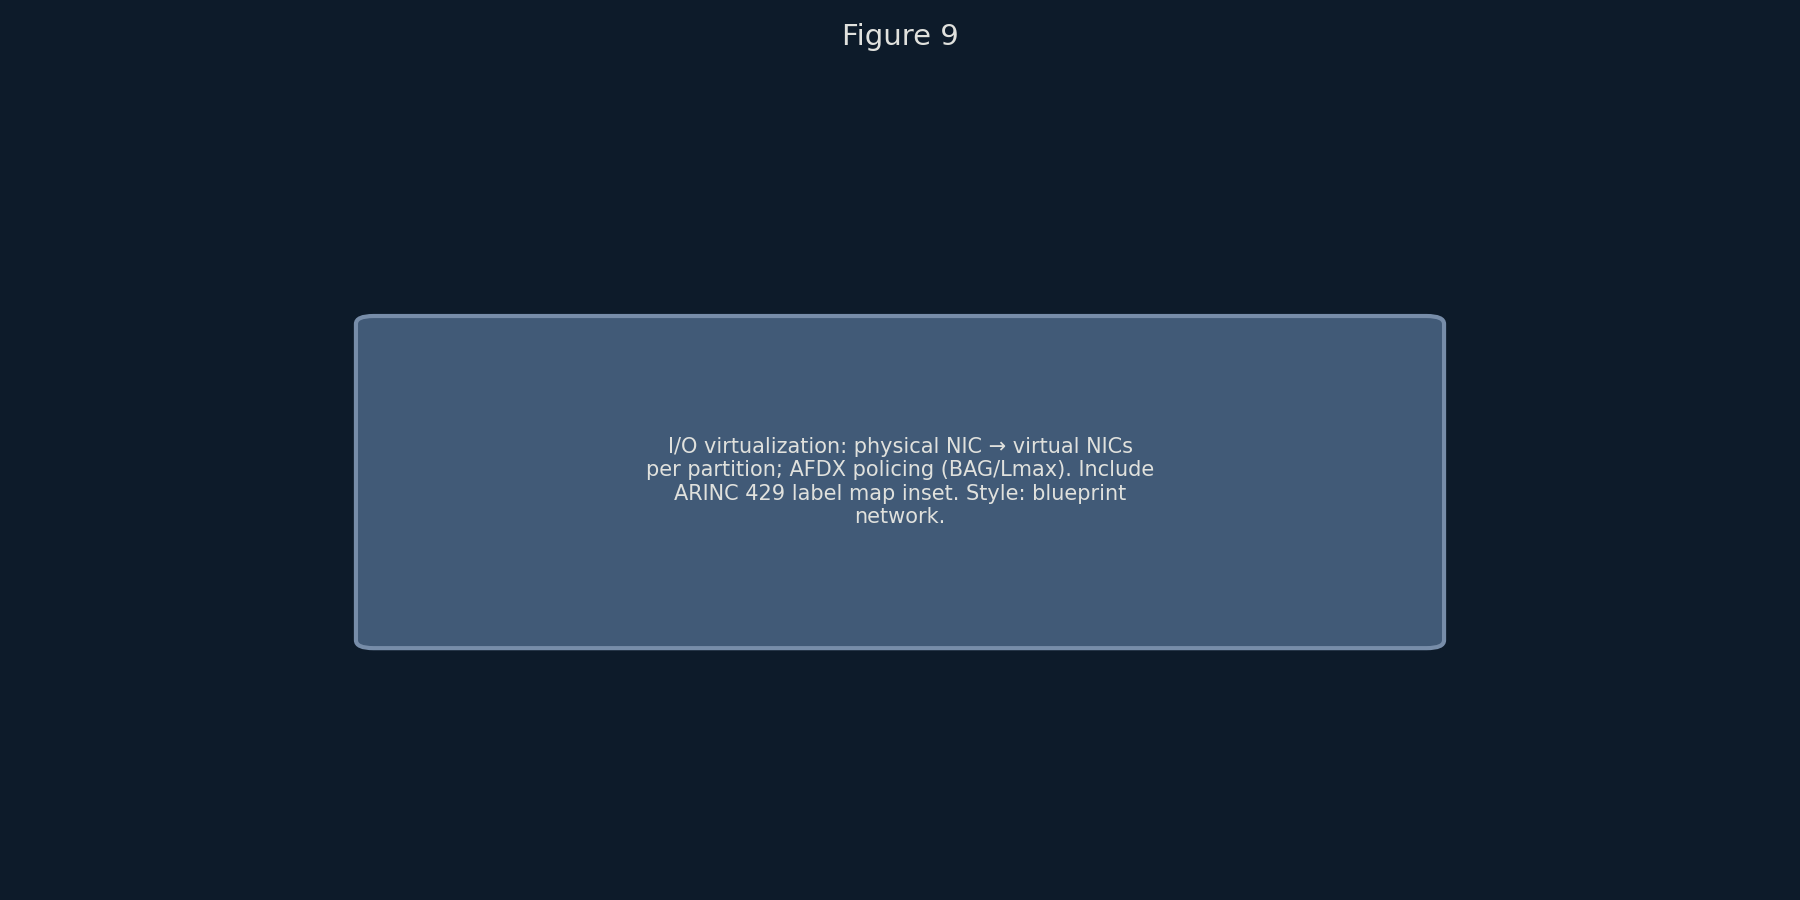 Figure 9
I/O virtualization: physical NIC → virtual NICs
per partition; AFDX policing (BAG/Lmax). Include
ARINC 429 label map inset. Style: blueprint
network.